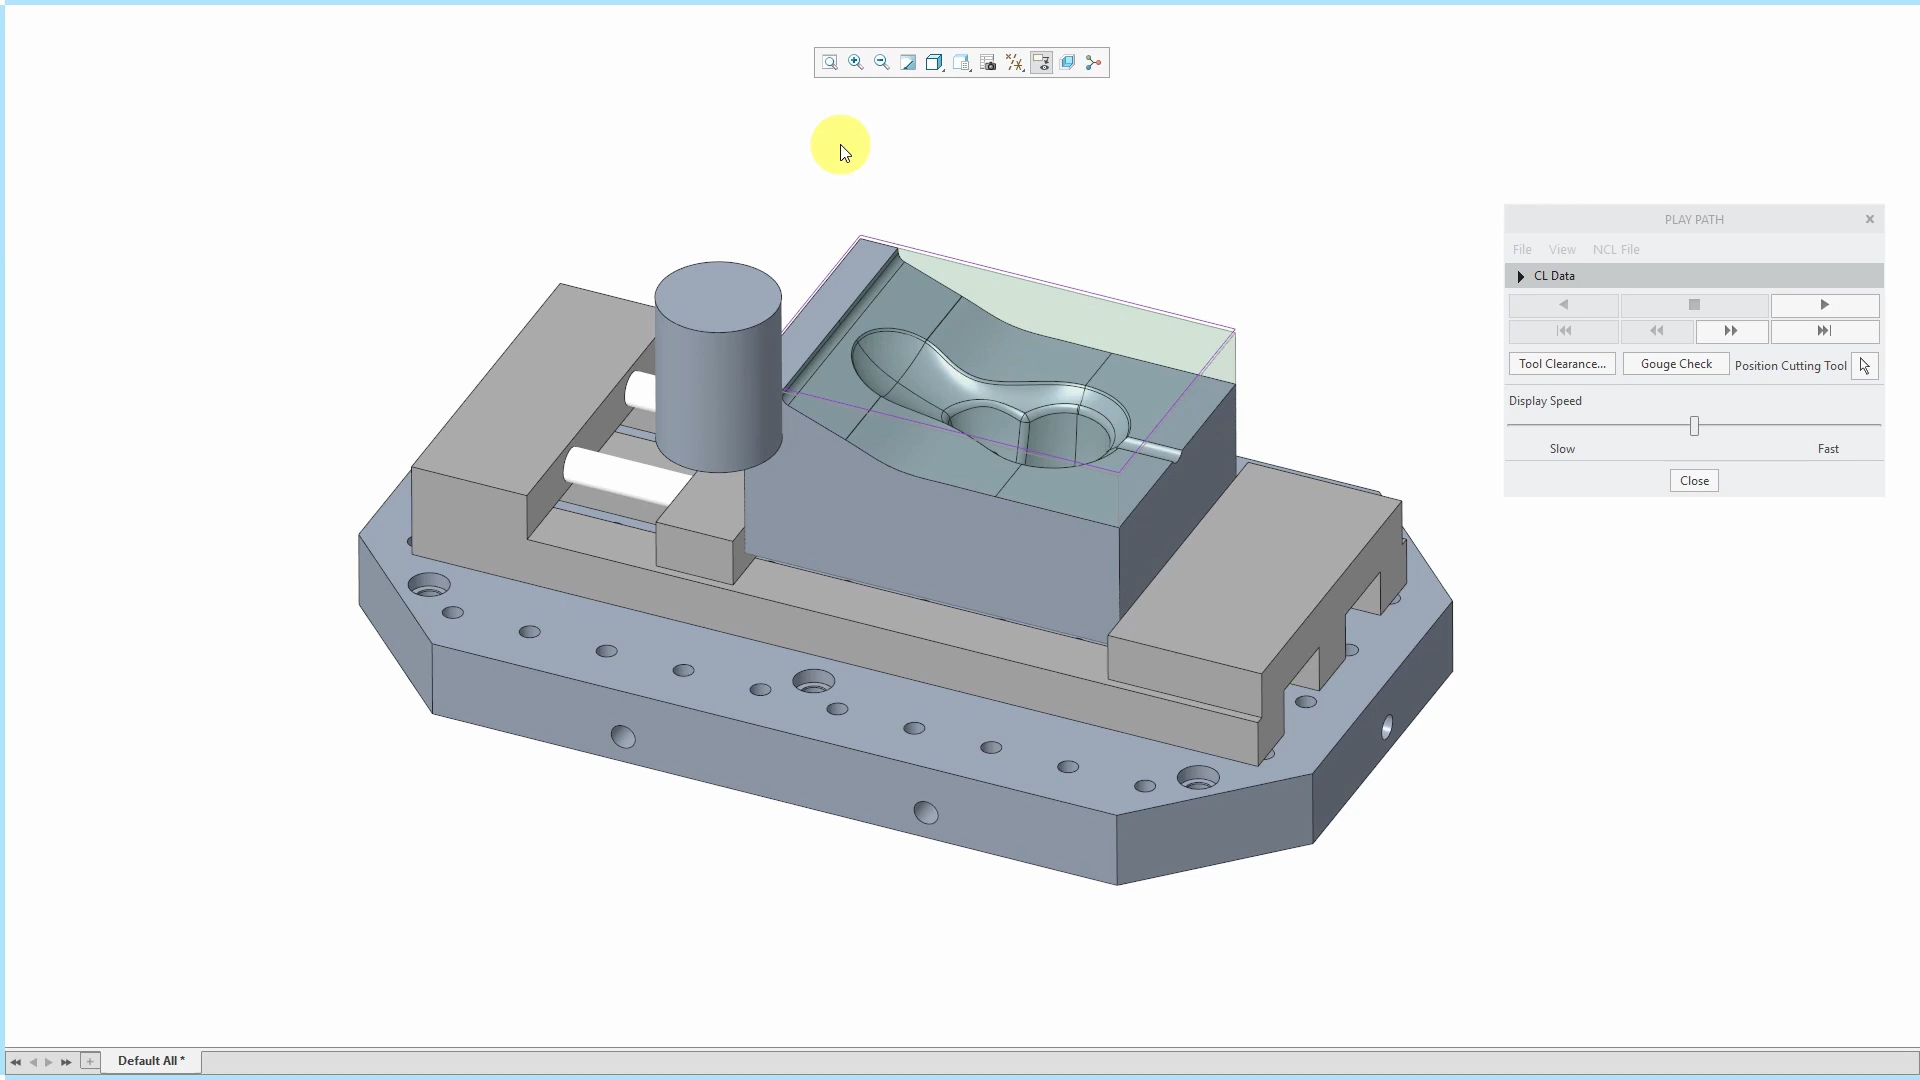 PLAY PATH
File View NCL File
CL Data
Tool Clearance... Gouge Check Position Cutting Tool
Display Speed
Slow Fast
Close
Default All *